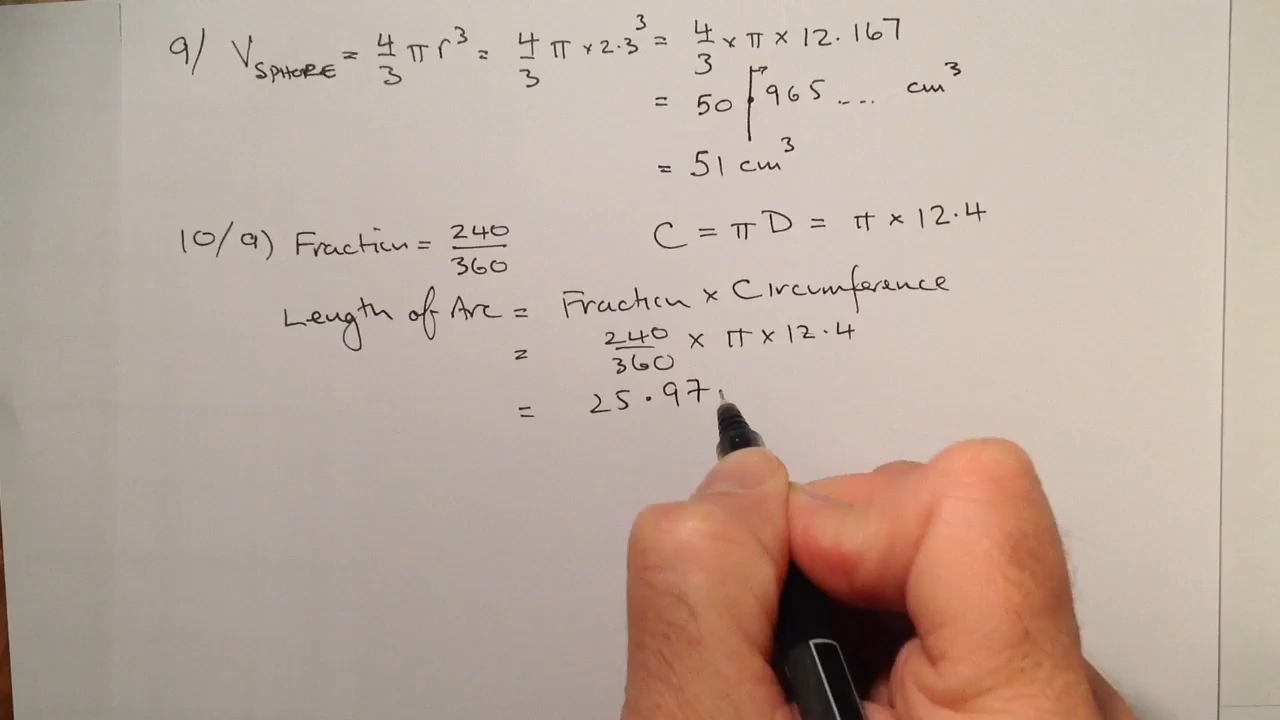 9/ V SPHERE = 4/3 π r³ = 4/3 π × 2.3³ = 4/3 × π × 12.167
= 50.965 .... cm³
= 51 cm³
10/a) Fraction = 240/360 C = πD = π × 12.4
Length of Arc = Fraction × Circumference
= 240/360 × π × 12.4
= 25.97